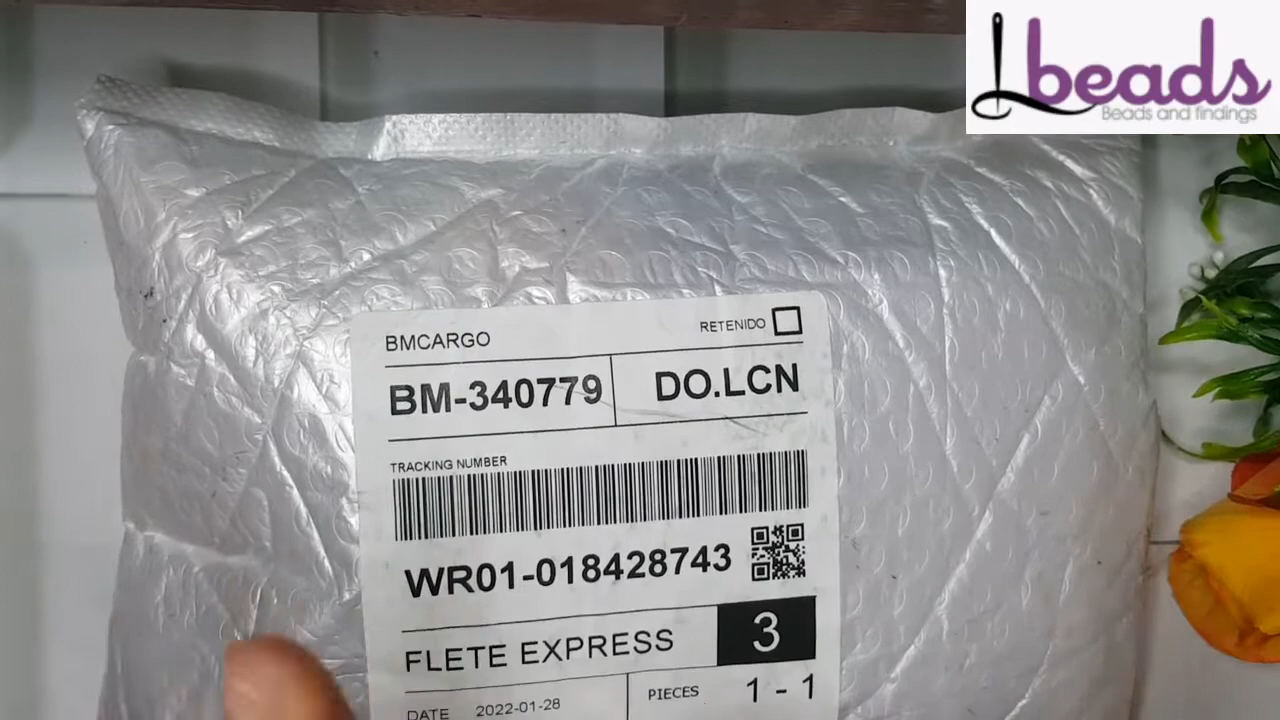 Lbeads
Beads and findings
BMCARGO
RETENIDO
BM-340779
DO.LCN
TRACKING NUMBER
WR01-018428743
FLETE EXPRESS
3
DATE 2022-01-28
PIECES 1 - 1